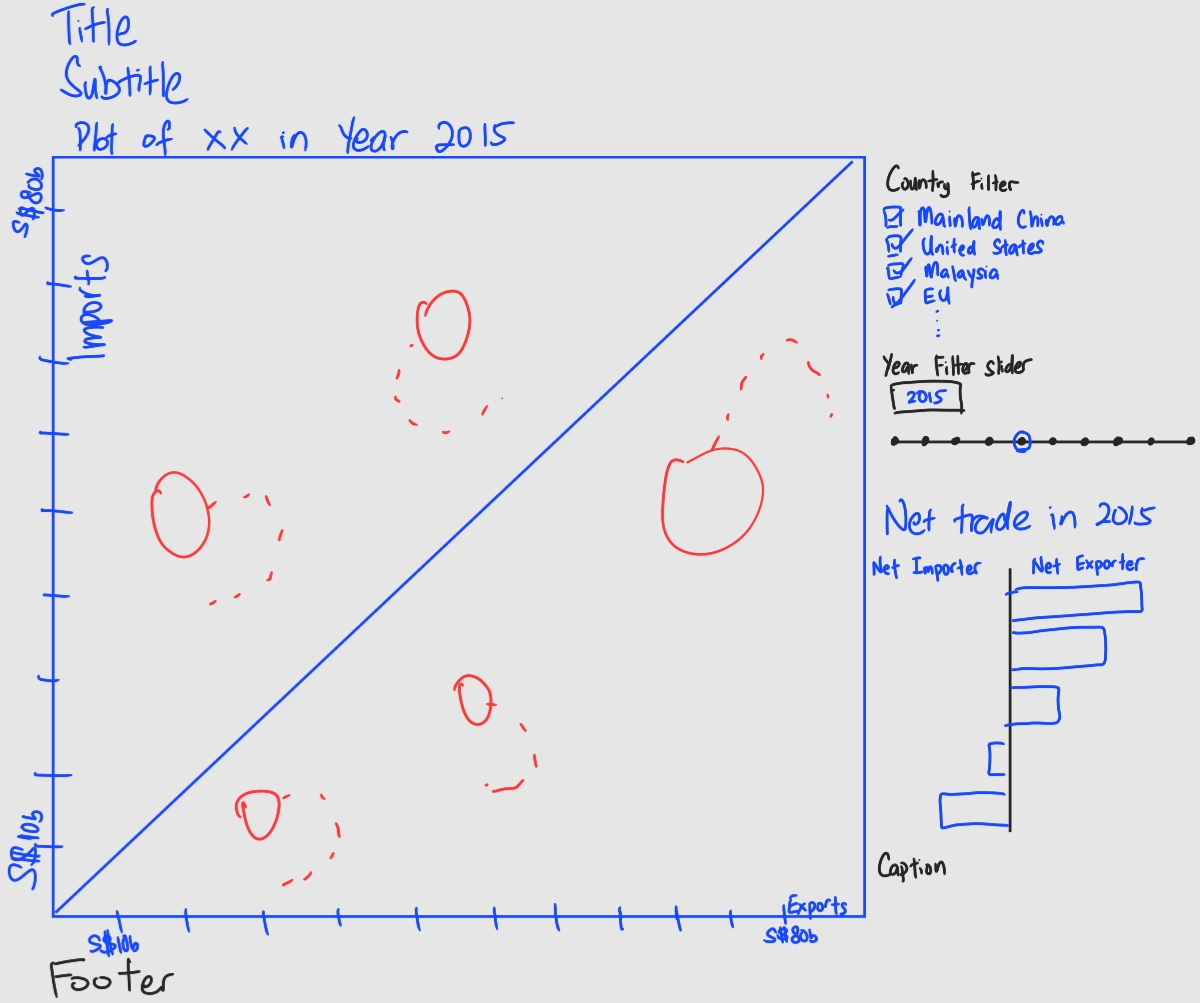 Title
Subtitle
Plot of xx in Year 2015
S$80b
Imports
S$10b
Exports
S$10b
S$80b
Footer
Country Filter
Mainland China
United States
Malaysia
EU
Year Filter slider
2015
Net trade in 2015
Net Importer
Net Exporter
Caption